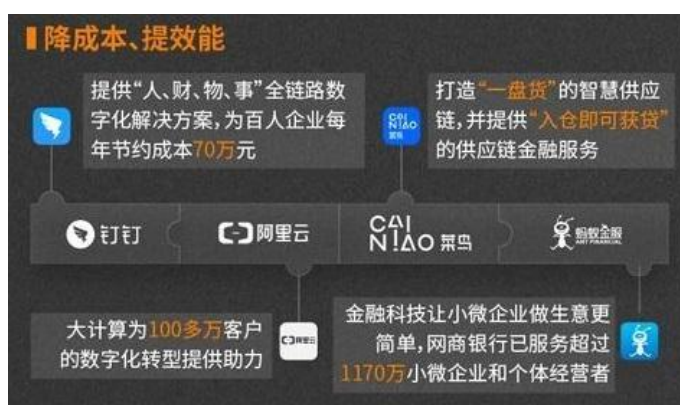 降成本、提效能
提供“人、财、物、事”全链路数
字化解决方案，为百人企业每
年节约成本70万元
打造“一盘货”的智慧供应
链，并提供“入仓即可获贷”
的供应链金融服务
CAI
NIAO
菜鸟
钉钉
阿里云
CAI
NIAO 菜鸟
蚂蚁金服
ANT FINANCIAL
大计算为100多万客户
的数字化转型提供助力
阿里云
金融科技让小微企业做生意更
简单，网商银行已服务超过
1170万小微企业和个体经营者